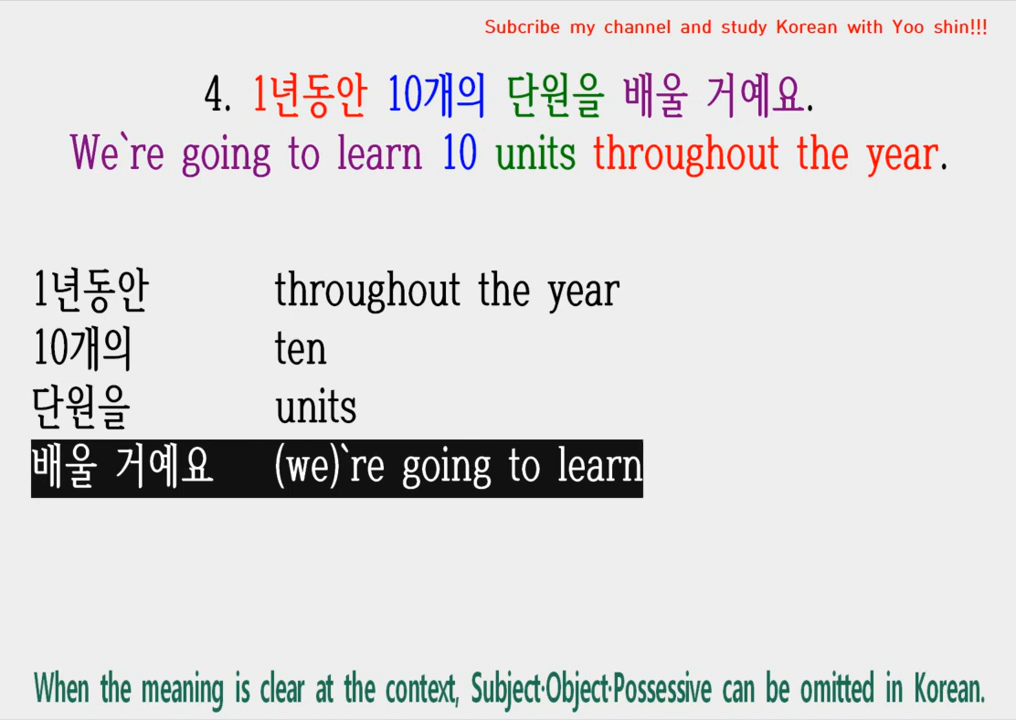 Subcribe my channel and study Korean with Yoo shin!!!
4. 1년동안 10개의 단원을 배울 거예요.
We`re going to learn 10 units throughout the year.
1년동안 throughout the year
10개의 ten
단원을 units
배울 거예요 (we)`re going to learn
When the meaning is clear at the context, Subject·Object·Possessive can be omitted in Korean.